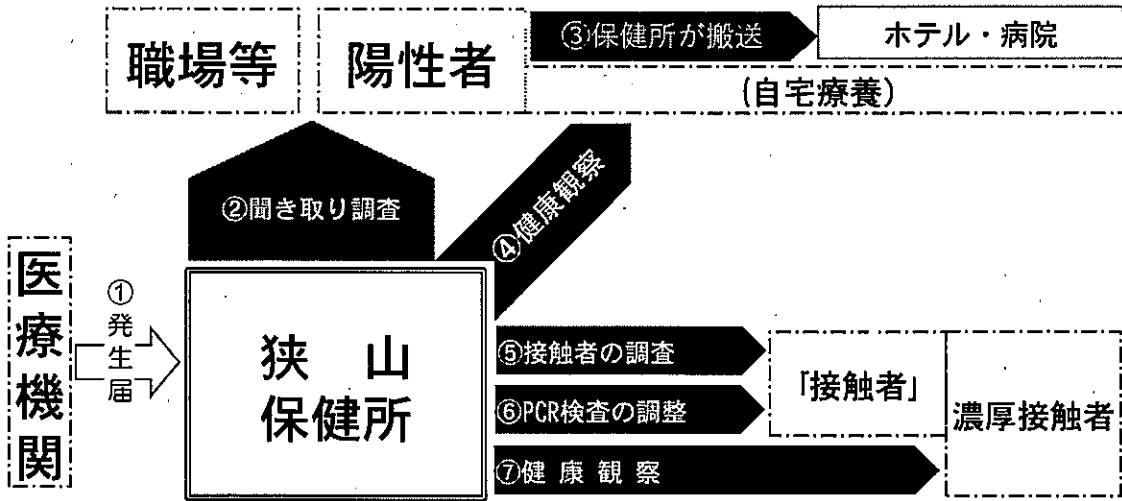 ③保健所が搬送
ホテル・病院
職場等
陽性者
(自宅療養)
②聞き取り調査
④健康観察
医療機関
①発生届
狭山
保健所
⑤接触者の調査
⑥PCR検査の調整
「接触者」
濃厚接触者
⑦健康観察